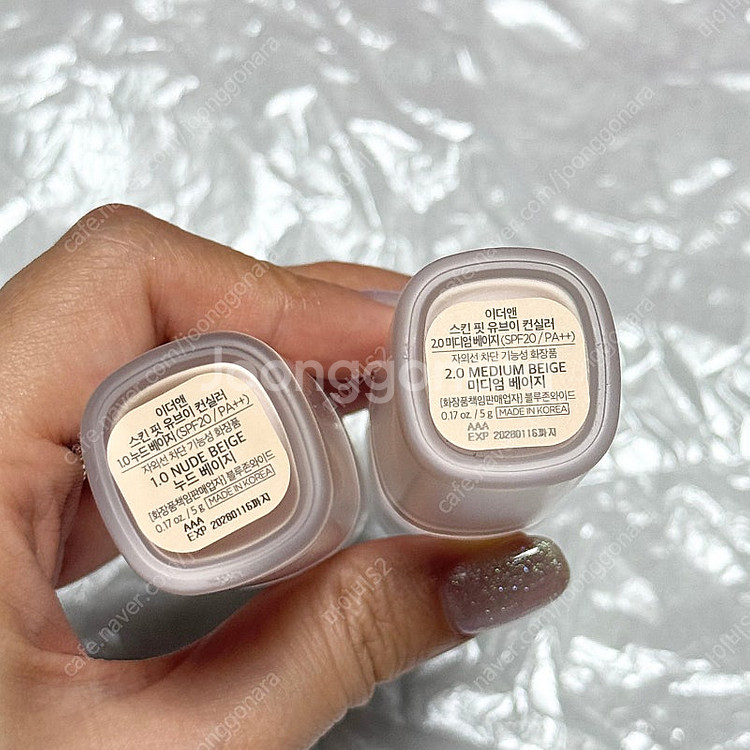 이더앤
스킨 핏 유브이 컨실러
1.0 누드 베이지 (SPF20 / PA++)
자외선 차단 기능성 화장품
1.0 NUDE BEIGE
누드 베이지
[화장품책임판매업자] 블루존와이드
0.17 oz. / 5 g MADE IN KOREA
AAA
EXP 20280116까지
이더앤
스킨 핏 유브이 컨실러
2.0 미디엄 베이지 (SPF20 / PA++)
자외선 차단 기능성 화장품
2.0 MEDIUM BEIGE
미디엄 베이지
[화장품책임판매업자] 블루존와이드
0.17 oz. / 5 g MADE IN KOREA
AAA
EXP 20280116까지
Joonggonara
cafe.naver.com/joonggonara